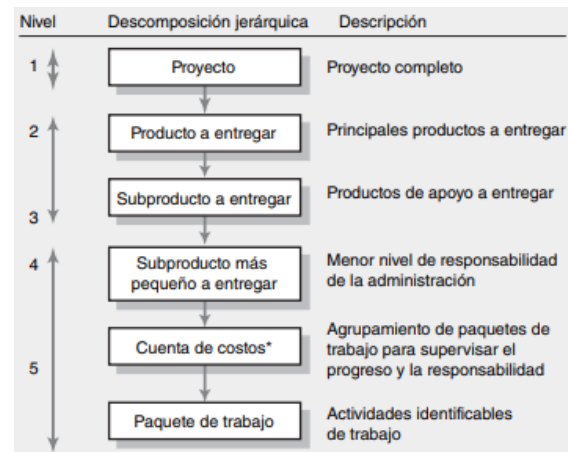 Nivel Descomposición jerárquica Descripción
1 Proyecto Proyecto completo
2 Producto a entregar Principales productos a entregar
Subproducto a entregar Productos de apoyo a entregar
3
4 Subproducto más Menor nivel de responsabilidad
pequeño a entregar de la administración
Agrupamiento de paquetes de
Cuenta de costos* trabajo para supervisar el
5 progreso y la responsabilidad
Paquete de trabajo Actividades identificables
de trabajo